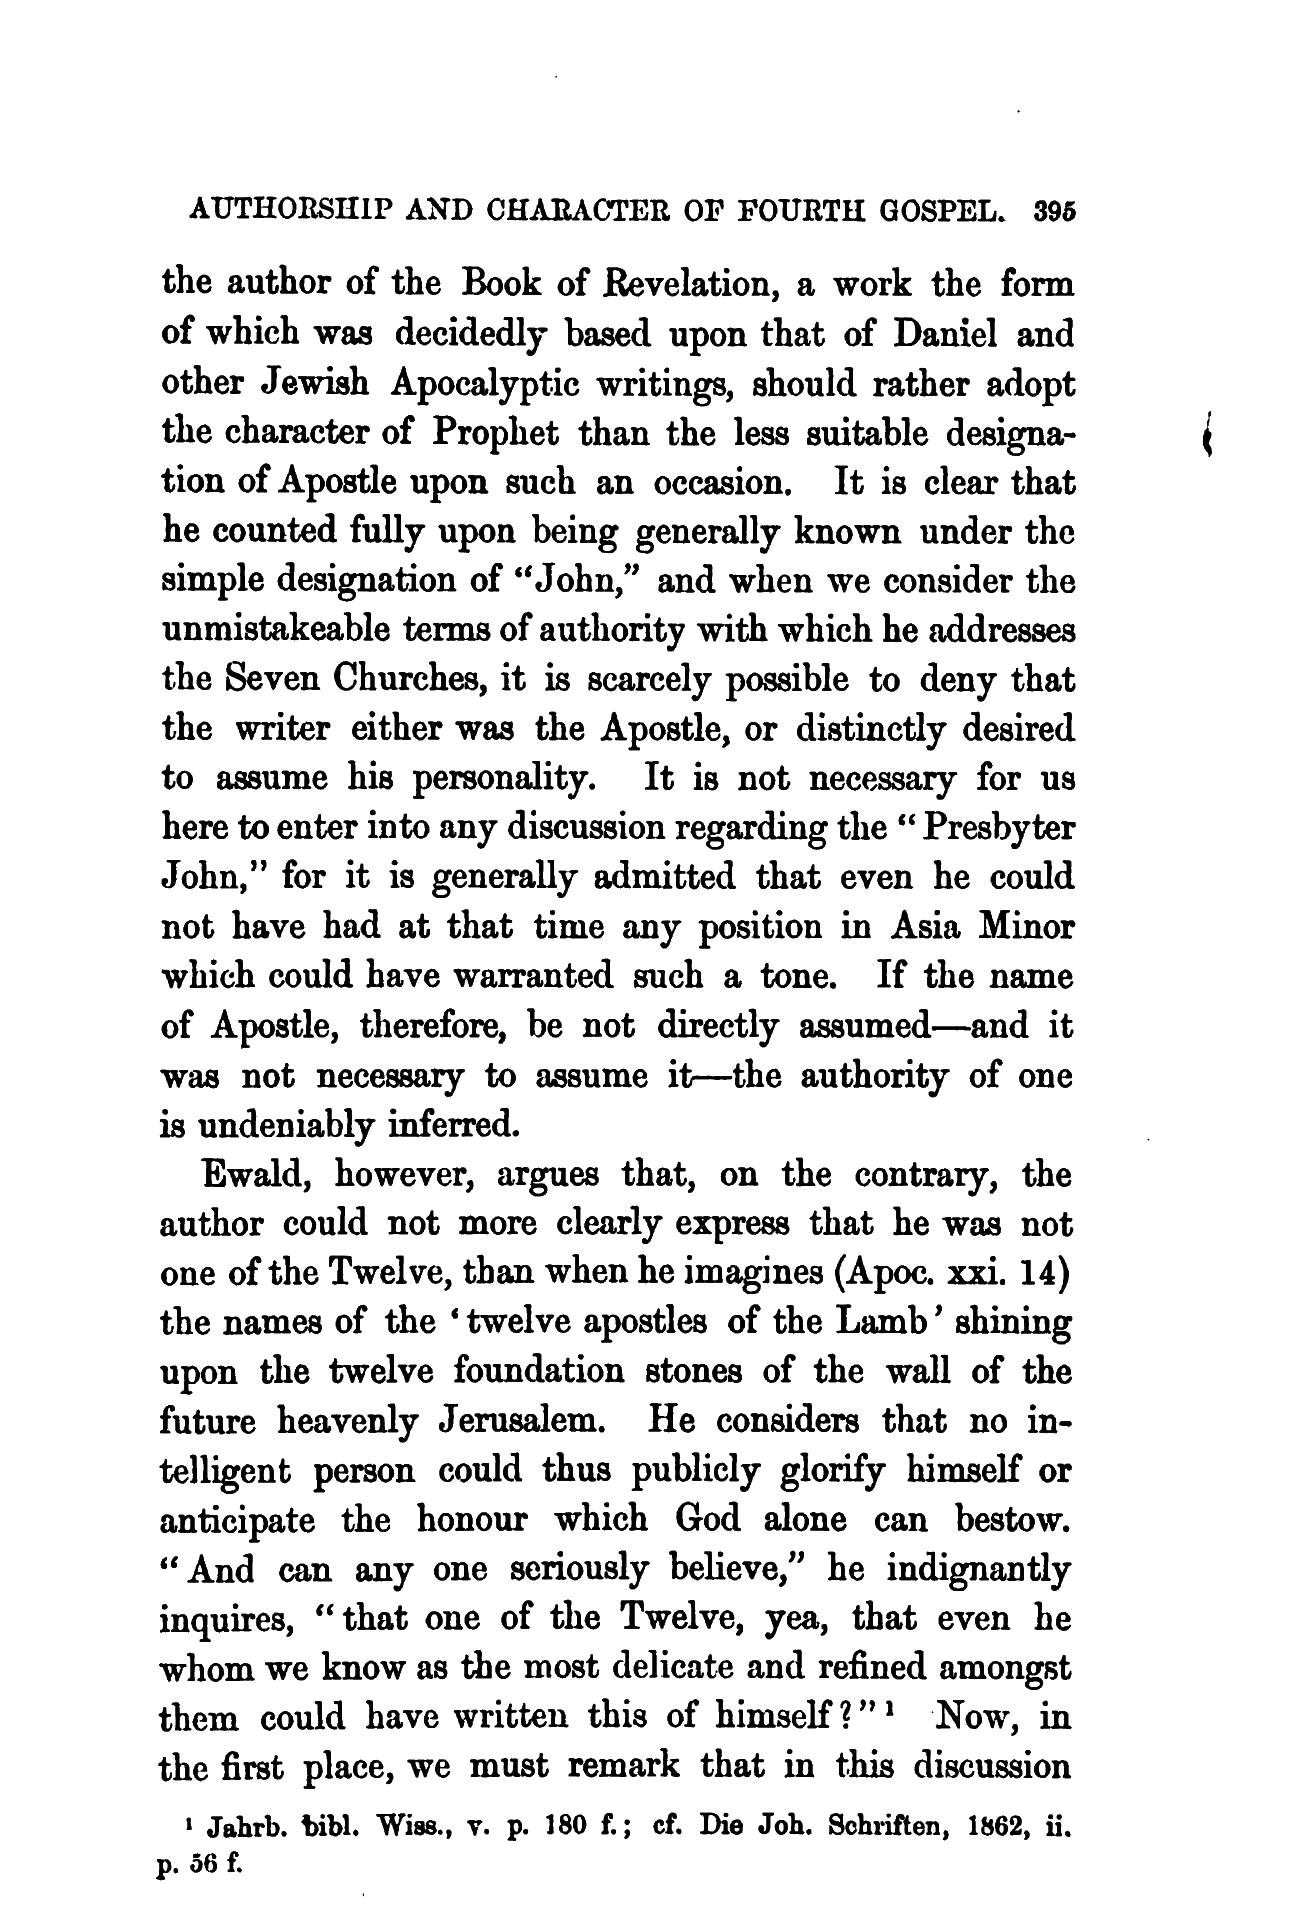 AUTHORSHIP AND CHARACTER OF FOURTH GOSPEL. 395
the author of the Book of Revelation, a work the form
of which was decidedly based upon that of Daniel and
other Jewish Apocalyptic writings, should rather adopt
the character of Prophet than the less suitable designa-
tion of Apostle upon such an occasion. It is clear that
he counted fully upon being generally known under the
simple designation of “John,” and when we consider the
unmistakeable terms of authority with which he addresses
the Seven Churches, it is scarcely possible to deny that
the writer either was the Apostle, or distinctly desired
to assume his personality. It is not necessary for us
here to enter into any discussion regarding the “Presbyter
John,” for it is generally admitted that even he could
not have had at that time any position in Asia Minor
which could have warranted such a tone. If the name
of Apostle, therefore, be not directly assumed—and it
was not necessary to assume it—the authority of one
is undeniably inferred.
Ewald, however, argues that, on the contrary, the
author could not more clearly express that he was not
one of the Twelve, than when he imagines (Apoc. xxi. 14)
the names of the ‘twelve apostles of the Lamb’ shining
upon the twelve foundation stones of the wall of the
future heavenly Jerusalem. He considers that no in-
telligent person could thus publicly glorify himself or
anticipate the honour which God alone can bestow.
“And can any one seriously believe,” he indignantly
inquires, “that one of the Twelve, yea, that even he
whom we know as the most delicate and refined amongst
them could have written this of himself?”¹ Now, in
the first place, we must remark that in this discussion
¹ Jahrb. bibl. Wiss., v. p. 180 f.; cf. Die Joh. Schriften, 1862, ii.
p. 56 f.